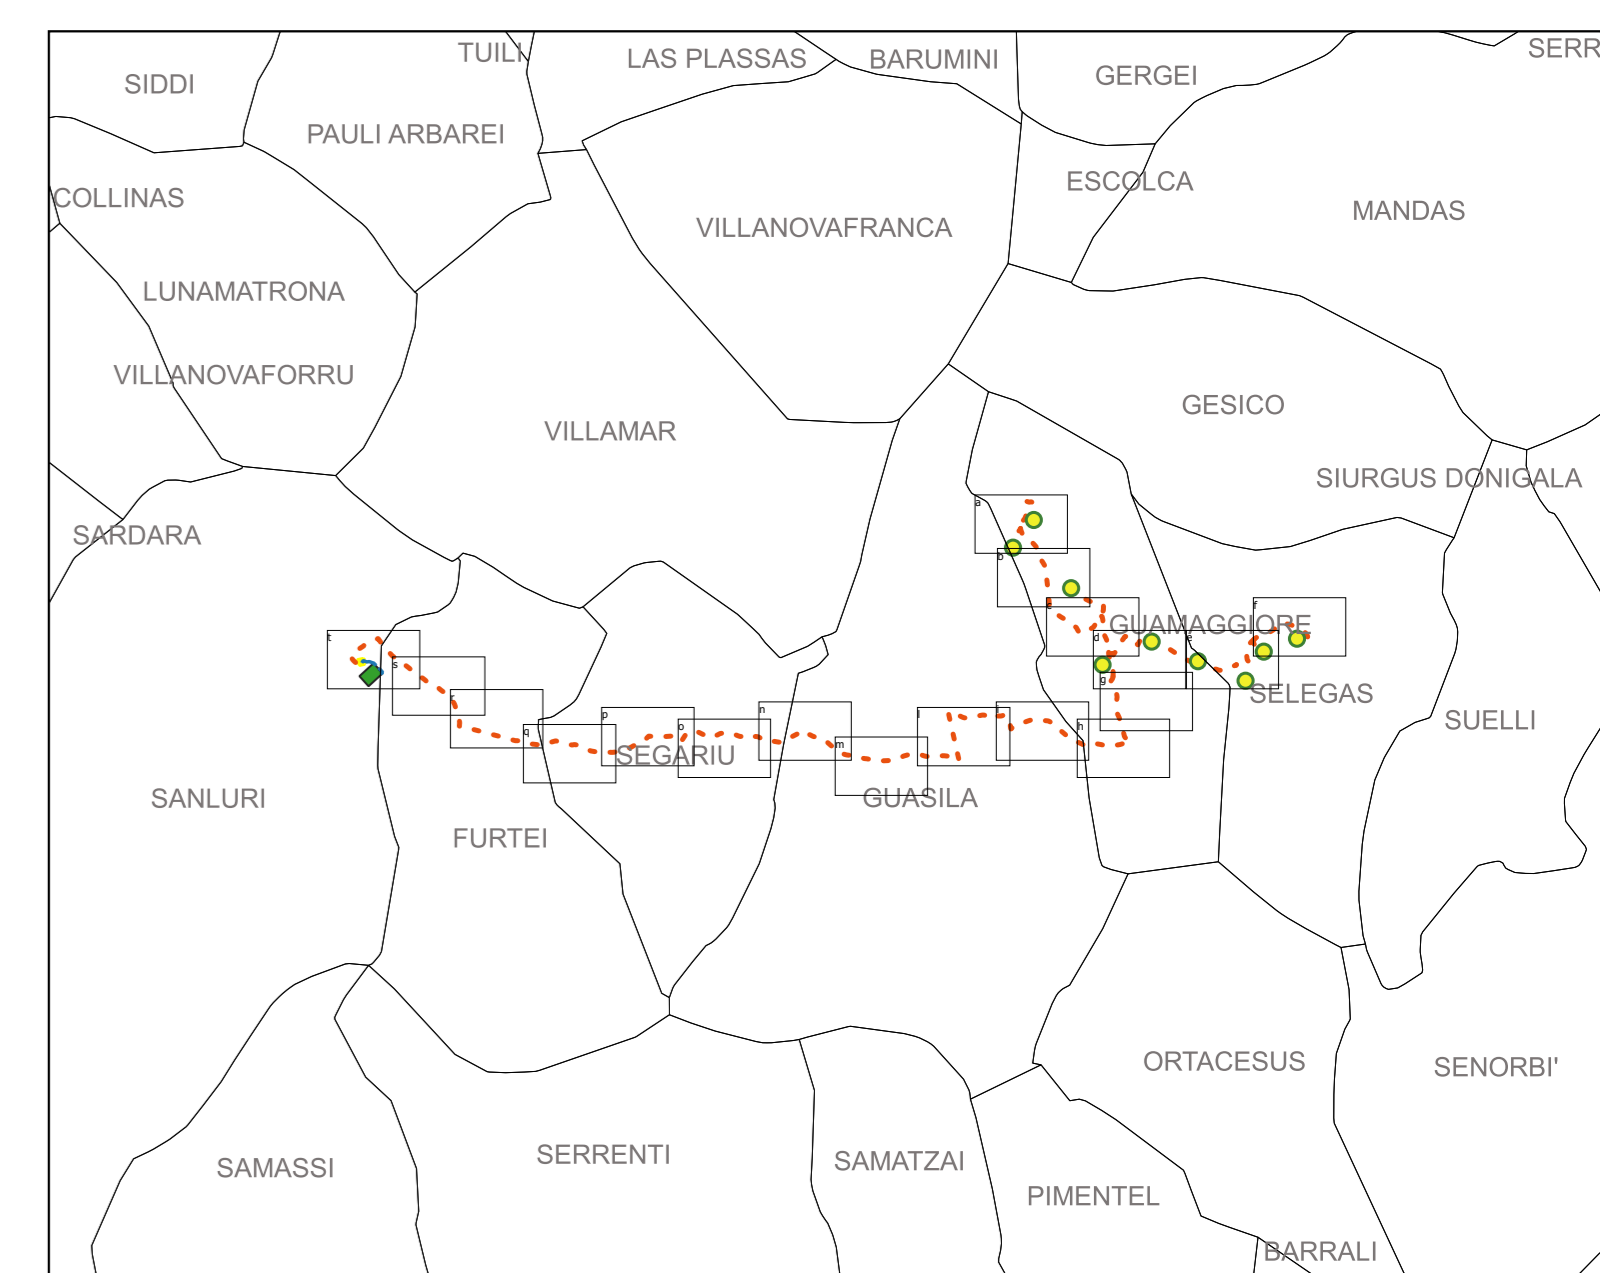 SERR
TUILI
LAS PLASSAS
BARUMINI
GERGEI
SIDDI
PAULI ARBAREI
ESCOLCA
COLLINAS
MANDAS
VILLANOVAFRANCA
LUNAMATRONA
VILLANOVAFORRU
GESICO
VILLAMAR
SIURGUS DONIGALA
a
SARDARA
b
c
f
GUAMAGGIORE
t
d
e
s
g
SELEGAS
r
n
p
l
i
SUELLI
o
h
q
m
SEGARIU
SANLURI
GUASILA
FURTEI
ORTACESUS
SENORBI'
SERRENTI
SAMATZAI
SAMASSI
PIMENTEL
BARRALI